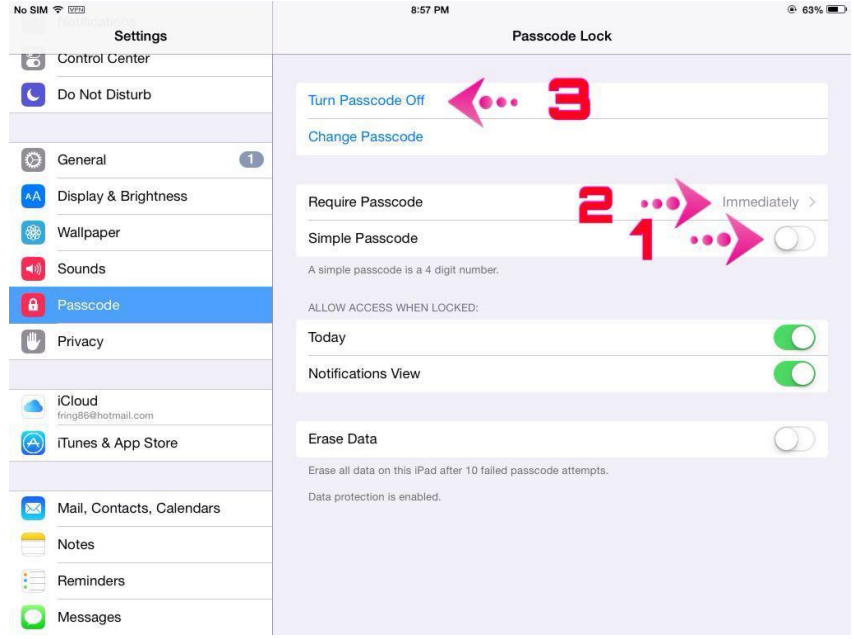 No SIM VPN 8:57 PM 63%
Notifications
Settings
Control Center
Do Not Disturb
General 1
Display & Brightness
Wallpaper
Sounds
Passcode
Privacy
iCloud
fring86@hotmail.com
iTunes & App Store
Mail, Contacts, Calendars
Notes
Reminders
Messages
Passcode Lock
Turn Passcode Off 3
Change Passcode
Require Passcode 2 Immediately
Simple Passcode 1
A simple passcode is a 4 digit number.
ALLOW ACCESS WHEN LOCKED:
Today
Notifications View
Erase Data
Erase all data on this iPad after 10 failed passcode attempts.
Data protection is enabled.